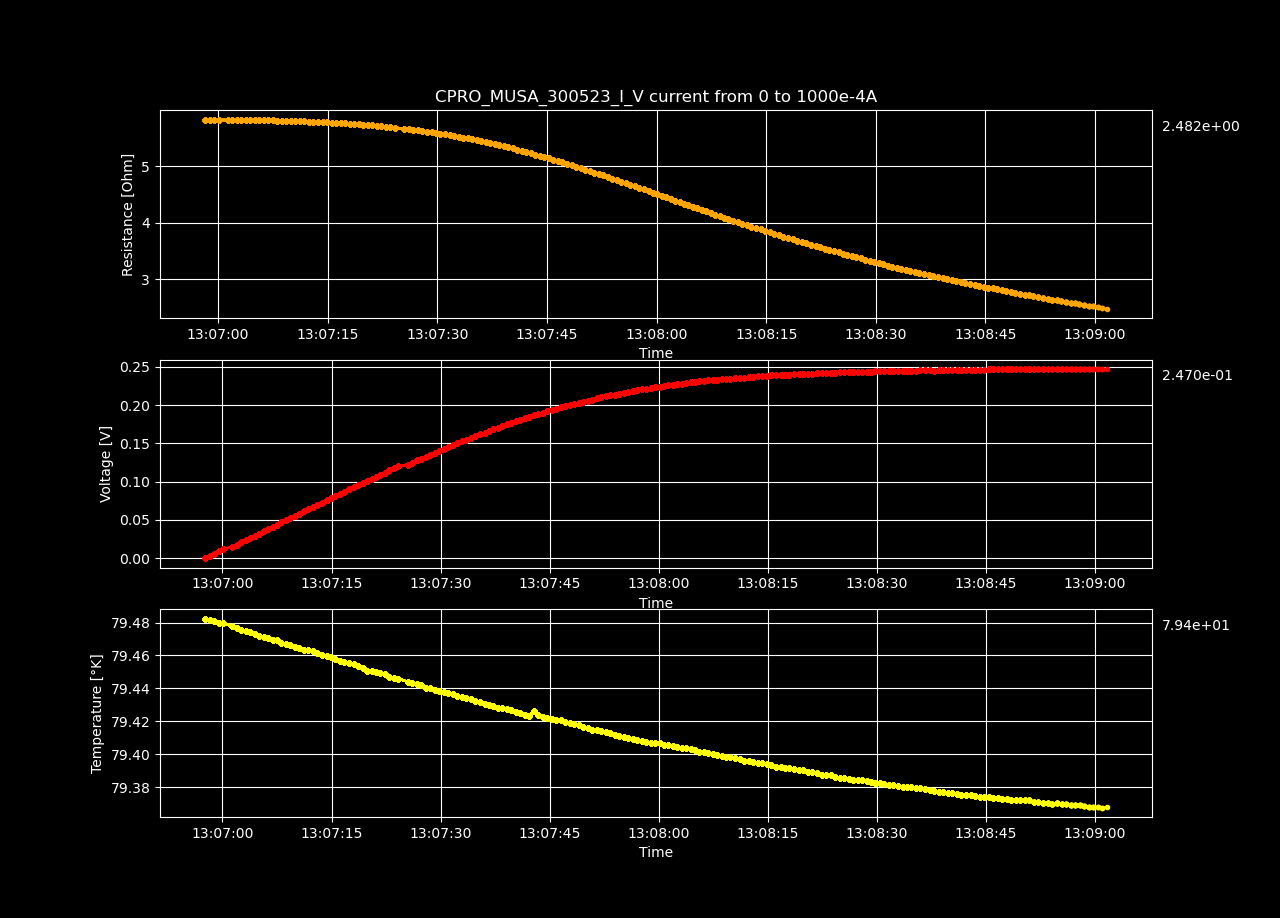 CPRO_MUSA_300523_I_V current from 0 to 1000e-4A
2.482e+00
Resistance [Ohm]
5
4
3
13:07:00 13:07:15 13:07:30 13:07:45 13:08:00 13:08:15 13:08:30 13:08:45 13:09:00
Time
2.470e-01
Voltage [V]
0.25
0.20
0.15
0.10
0.05
0.00
13:07:00 13:07:15 13:07:30 13:07:45 13:08:00 13:08:15 13:08:30 13:08:45 13:09:00
Time
7.94e+01
Temperature [°K]
79.48
79.46
79.44
79.42
79.40
79.38
13:07:00 13:07:15 13:07:30 13:07:45 13:08:00 13:08:15 13:08:30 13:08:45 13:09:00
Time